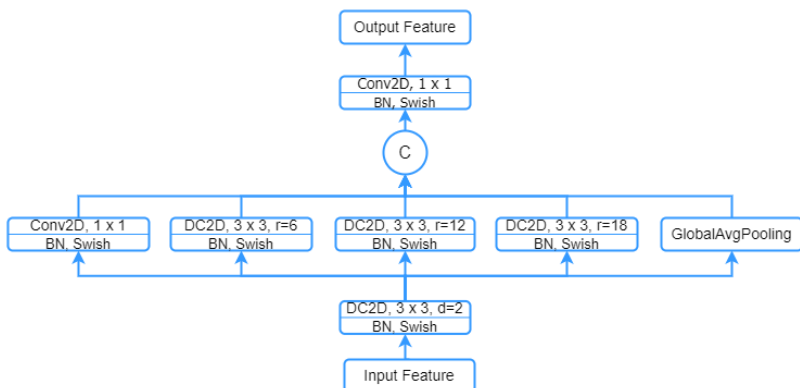 Output Feature
Conv2D, 1 x 1
BN, Swish
C
Conv2D, 1 x 1
BN, Swish
DC2D, 3 x 3, r=6
BN, Swish
DC2D, 3 x 3, r=12
BN, Swish
DC2D, 3 x 3, r=18
BN, Swish
GlobalAvgPooling
DC2D, 3 x 3, d=2
BN, Swish
Input Feature